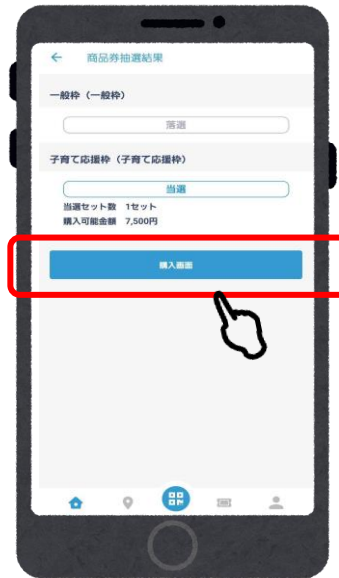 商品券抽選結果
一般枠（一般枠）
落選
子育て応援枠（子育て応援枠）
当選
当選セット数 1セット
購入可能金額 7,500円
購入画面